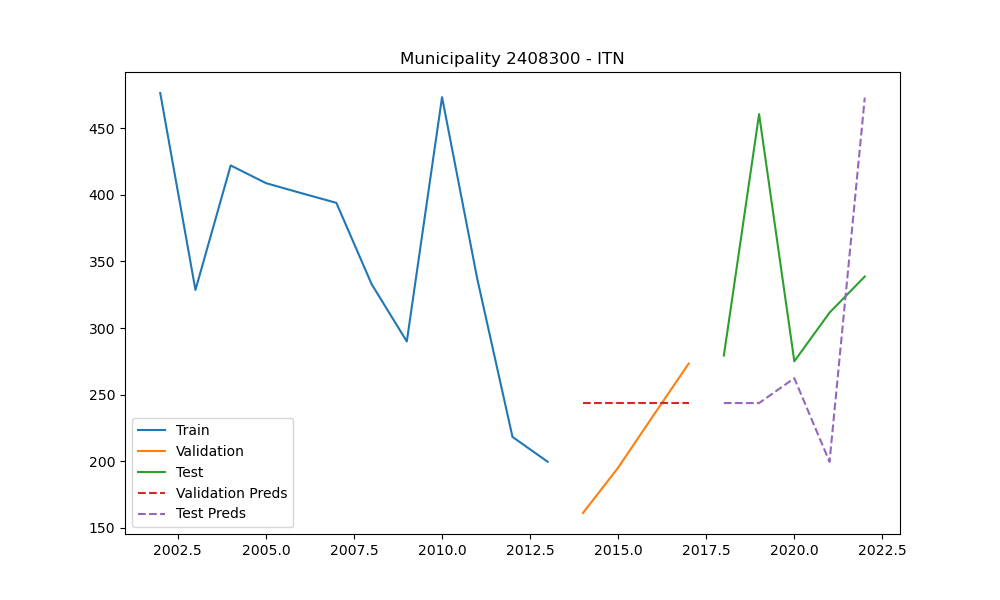 Municipality 2408300 - ITN
450
400
350
300
250
200
150
Train
Validation
Test
Validation Preds
Test Preds
2002.5 2005.0 2007.5 2010.0 2012.5 2015.0 2017.5 2020.0 2022.5